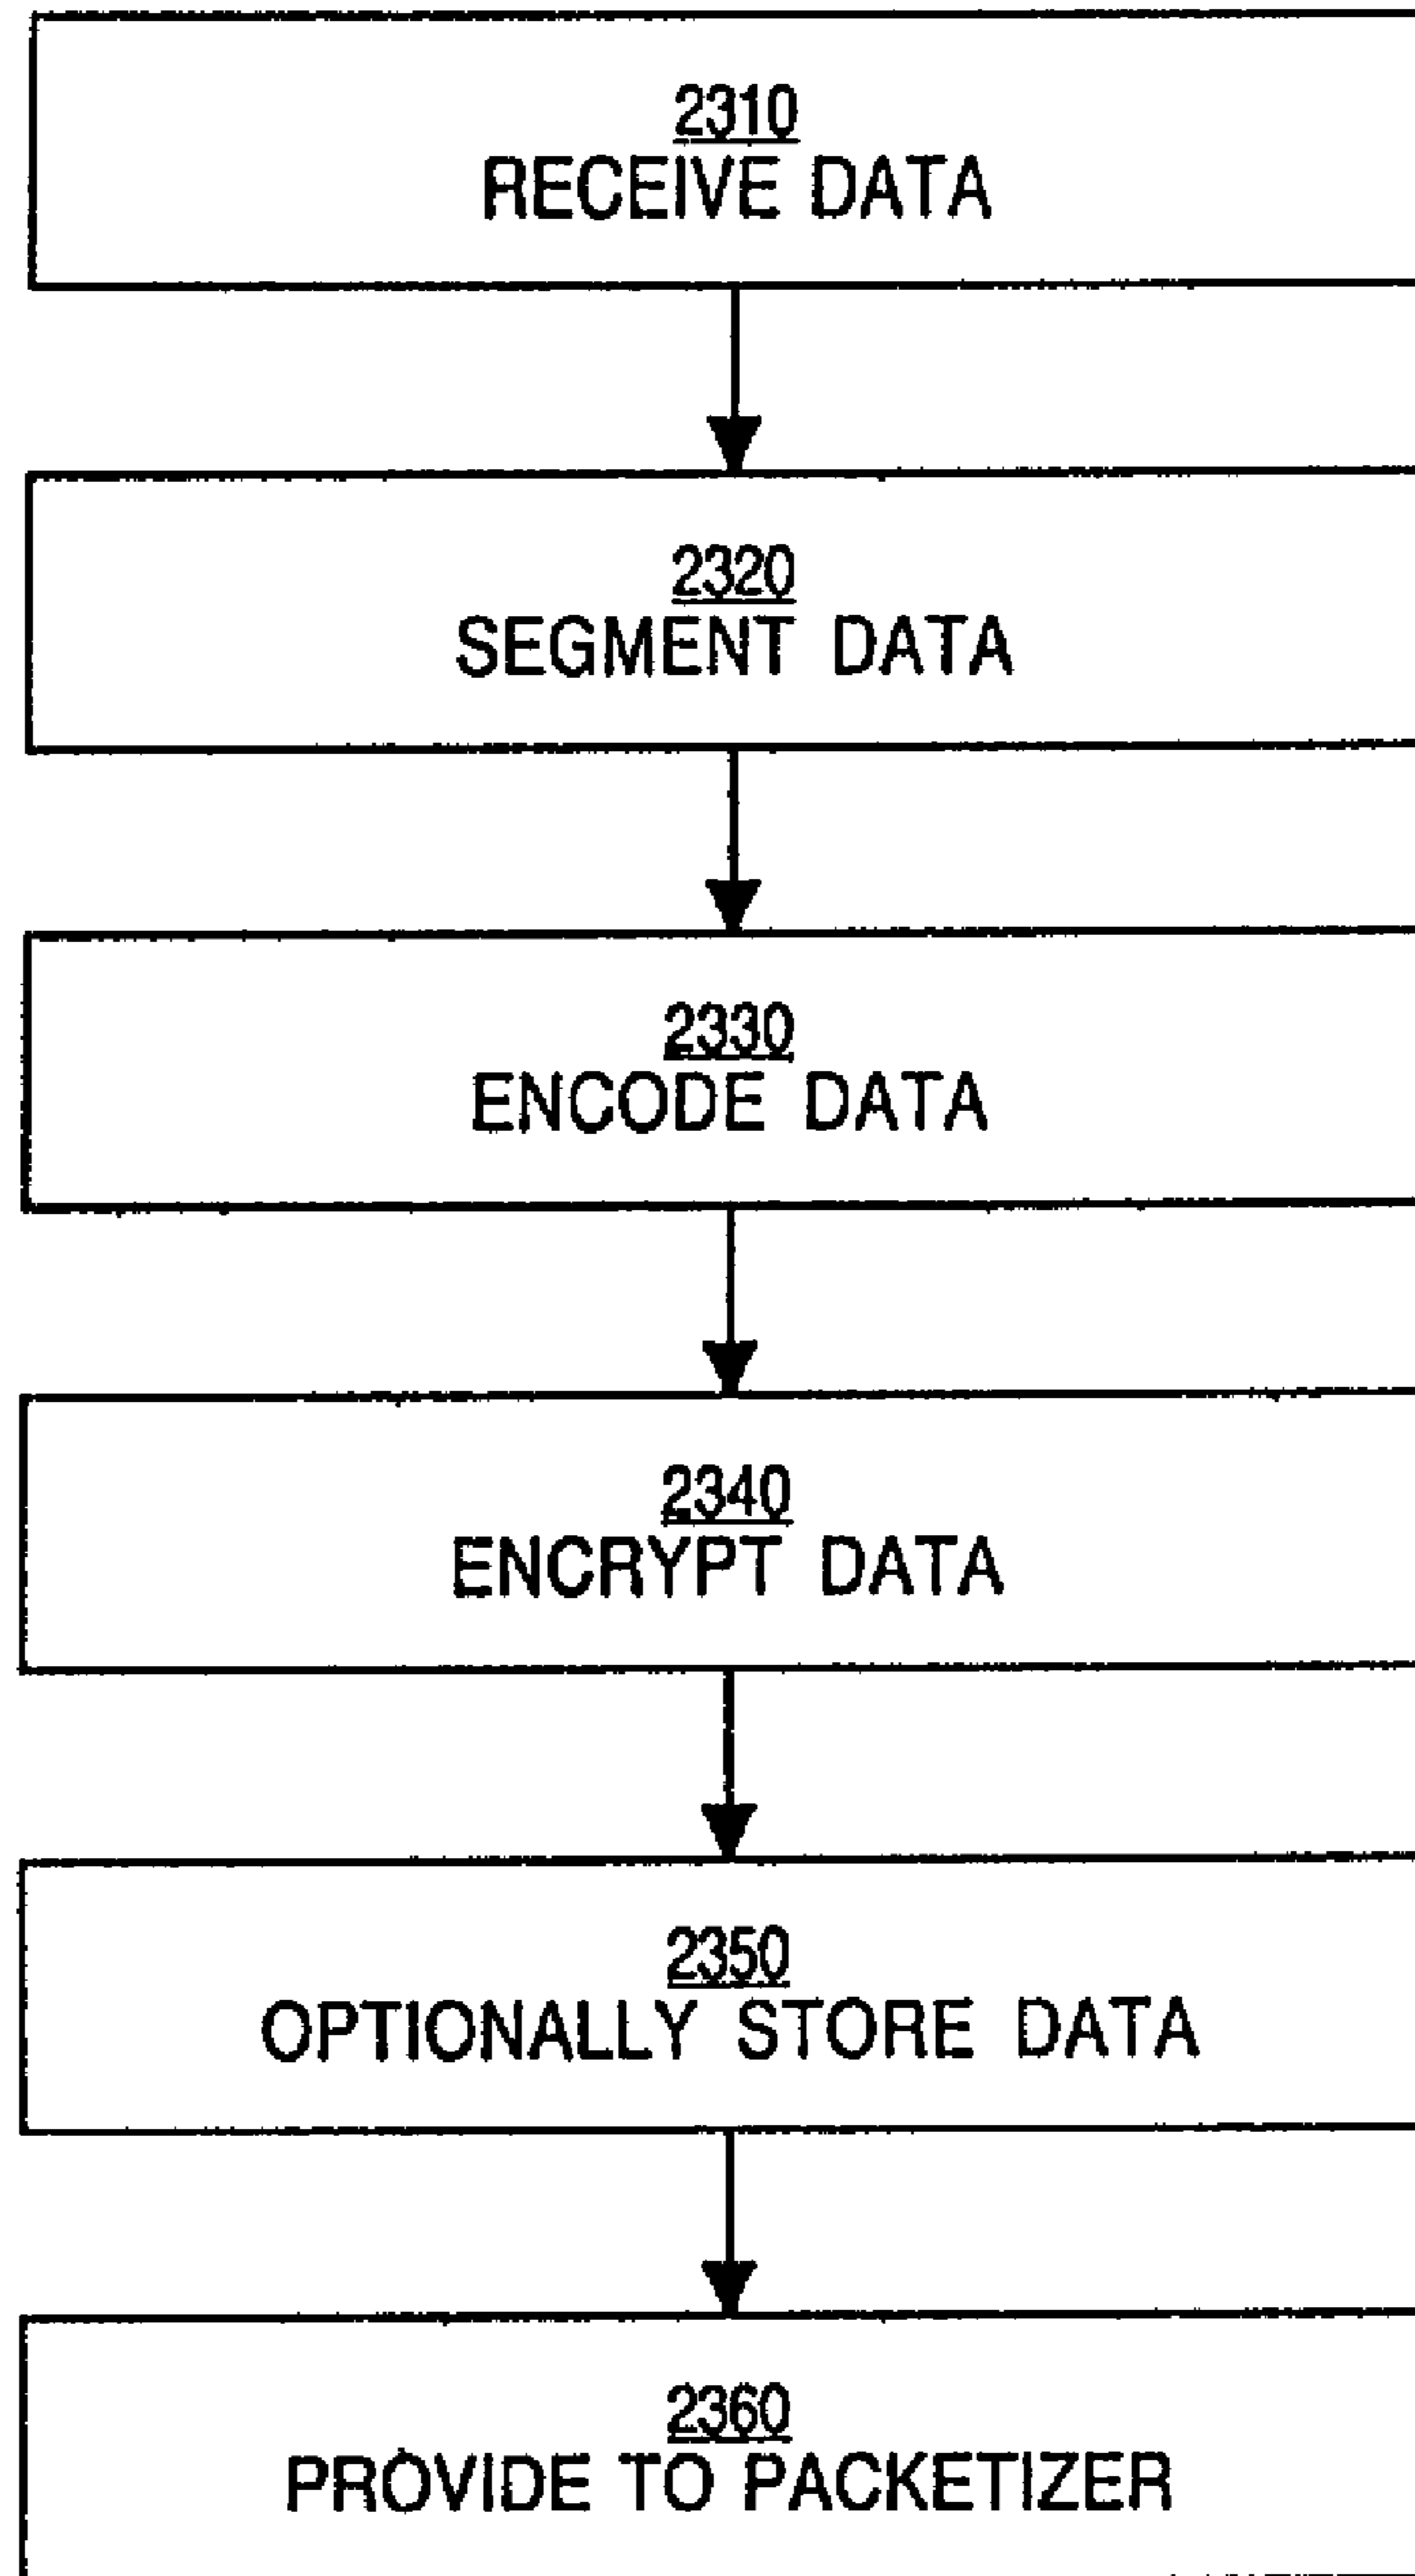 2310
RECEIVE DATA
2320
SEGMENT DATA
2330
ENCODE DATA
2340
ENCRYPT DATA
2350
OPTIONALLY STORE DATA
2360
PROVIDE TO PACKETIZER